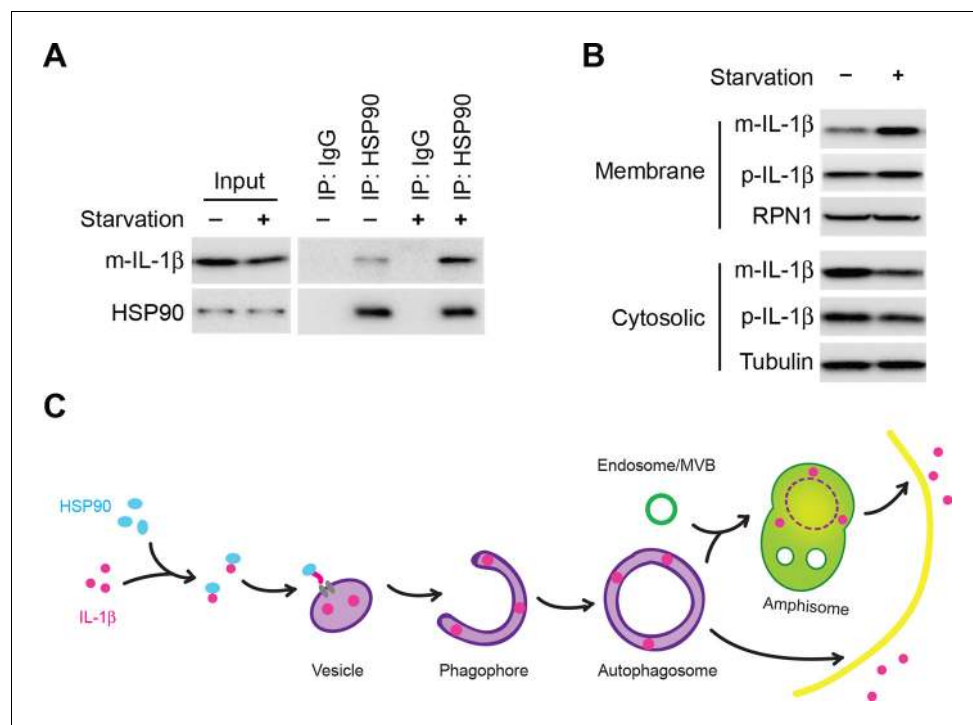 A
Input
IP: IgG
IP: HSP90
IP: IgG
IP: HSP90
Starvation − + − − + +
m-IL-1β
HSP90
B
Starvation − +
Membrane
m-IL-1β
p-IL-1β
RPN1
Cytosolic
m-IL-1β
p-IL-1β
Tubulin
C
HSP90
IL-1β
Vesicle
Phagophore
Autophagosome
Endosome/MVB
Amphisome